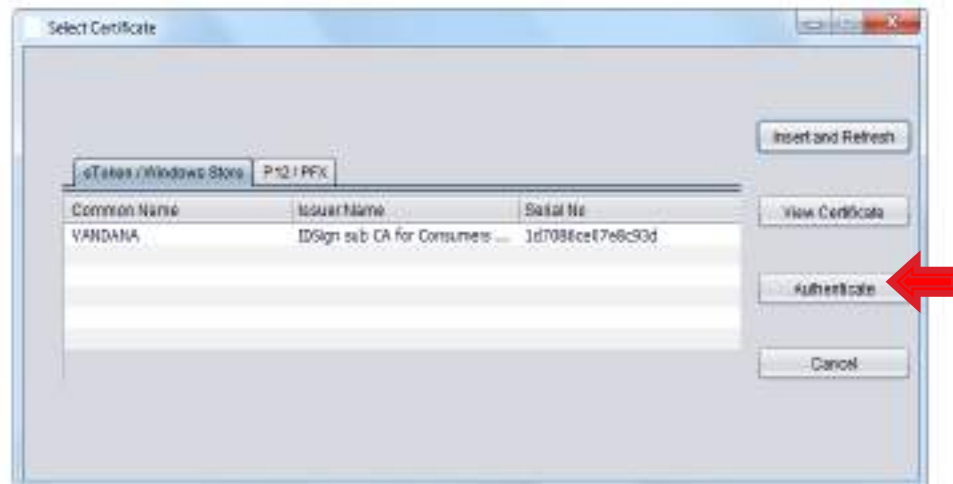 Select Certificate
Insert and Refresh
eToken / Windows Store P12 / PFX
Common Name Issuer Name Serial No
View Certificate
VANDANA IDSign sub CA for Consumers ...
Authenticate
Cancel